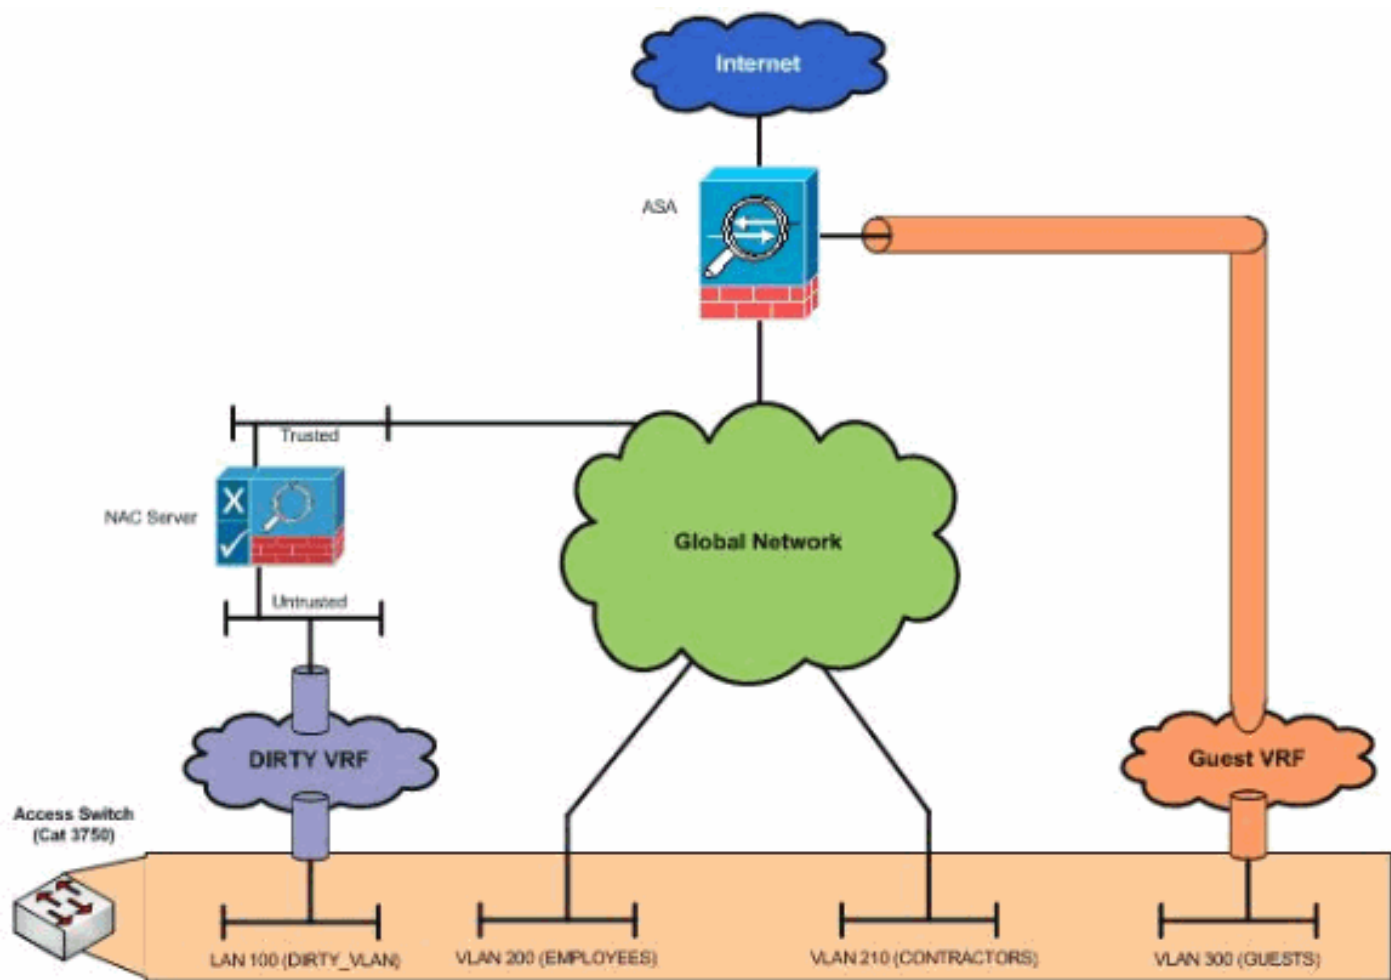 Internet
ASA
Trusted
NAC Server
Global Network
Untrusted
DIRTY VRF
Guest VRF
Access Switch
(Cat 3750)
LAN 100 (DIRTY_VLAN)
VLAN 200 (EMPLOYEES)
VLAN 210 (CONTRACTORS)
VLAN 300 (GUESTS)